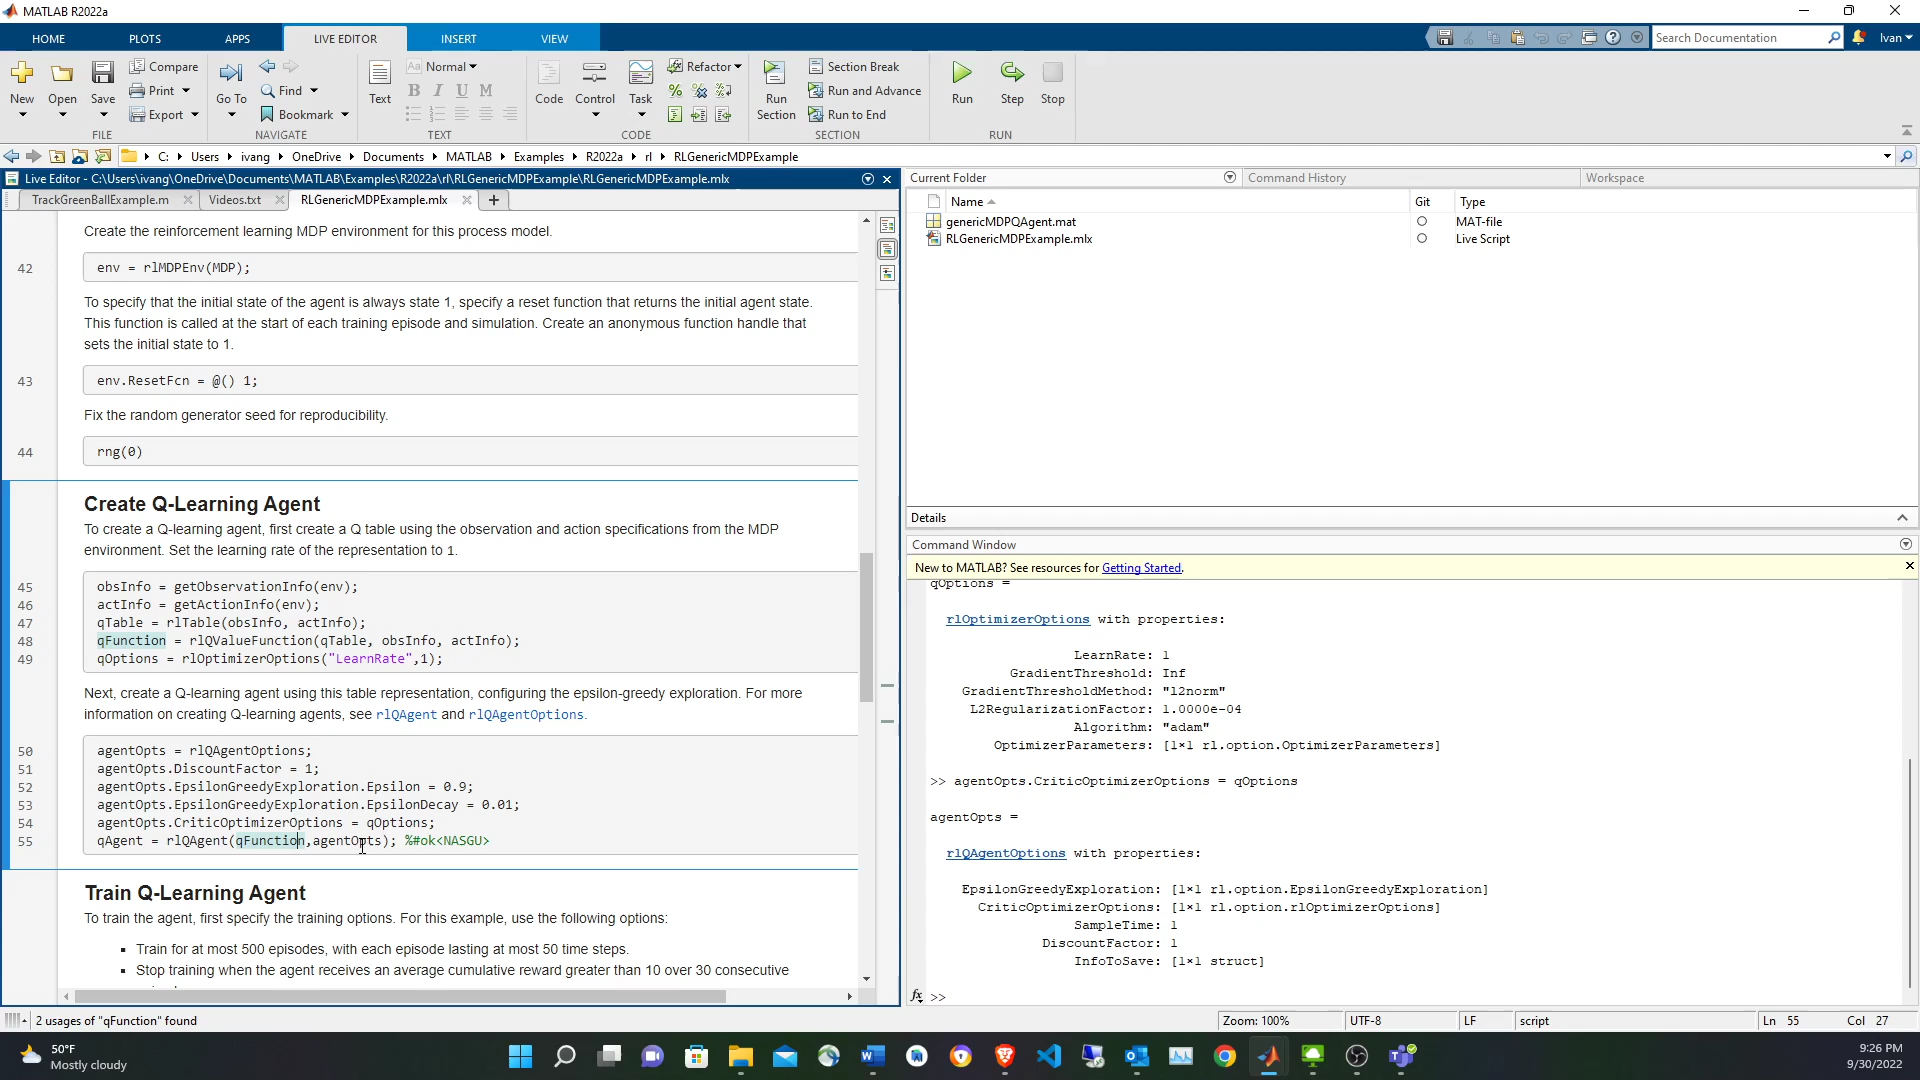 MATLAB R2022a
HOME PLOTS APPS LIVE EDITOR INSERT VIEW
Search Documentation Ivan
New Open Save Compare Print Export
FILE
Go To Find Bookmark
NAVIGATE
Text Aa Normal B I U M
TEXT
Code Control Task Refactor
CODE
Run Section Section Break Run and Advance Run to End
SECTION
Run Step Stop
RUN
C: Users ivang OneDrive Documents MATLAB Examples R2022a rl RLGenericMDPExample
Live Editor - C:\Users\ivang\OneDrive\Documents\MATLAB\Examples\R2022a\rl\RLGenericMDPExample\RLGenericMDPExample.mlx
TrackGreenBallExample.m Videos.txt RLGenericMDPExample.mlx
Create the reinforcement learning MDP environment for this process model.
42 env = rlMDPEnv(MDP);
To specify that the initial state of the agent is always state 1, specify a reset function that returns the initial agent state.
This function is called at the start of each training episode and simulation. Create an anonymous function handle that
sets the initial state to 1.
43 env.ResetFcn = @() 1;
Fix the random generator seed for reproducibility.
44 rng(0)
Create Q-Learning Agent
To create a Q-learning agent, first create a Q table using the observation and action specifications from the MDP
environment. Set the learning rate of the representation to 1.
45 obsInfo = getObservationInfo(env);
46 actInfo = getActionInfo(env);
47 qTable = rlTable(obsInfo, actInfo);
48 qFunction = rlQValueFunction(qTable, obsInfo, actInfo);
49 qOptions = rlOptimizerOptions("LearnRate",1);
Next, create a Q-learning agent using this table representation, configuring the epsilon-greedy exploration. For more
information on creating Q-learning agents, see rlQAgent and rlQAgentOptions.
50 agentOpts = rlQAgentOptions;
51 agentOpts.DiscountFactor = 1;
52 agentOpts.EpsilonGreedyExploration.Epsilon = 0.9;
53 agentOpts.EpsilonGreedyExploration.EpsilonDecay = 0.01;
54 agentOpts.CriticOptimizerOptions = qOptions;
55 qAgent = rlQAgent(qFunction,agentOpts); %#ok<NASGU>
Train Q-Learning Agent
To train the agent, first specify the training options. For this example, use the following options:
Train for at most 500 episodes, with each episode lasting at most 50 time steps.
Stop training when the agent receives an average cumulative reward greater than 10 over 30 consecutive
Current Folder Command History Workspace
Name Git Type
genericMDPQAgent.mat MAT-file
RLGenericMDPExample.mlx Live Script
Details
Command Window
New to MATLAB? See resources for Getting Started.
qOptions =
rlOptimizerOptions with properties:
LearnRate: 1
GradientThreshold: Inf
GradientThresholdMethod: "l2norm"
L2RegularizationFactor: 1.0000e-04
Algorithm: "adam"
OptimizerParameters: [1×1 rl.option.OptimizerParameters]
>> agentOpts.CriticOptimizerOptions = qOptions
agentOpts =
rlQAgentOptions with properties:
EpsilonGreedyExploration: [1×1 rl.option.EpsilonGreedyExploration]
CriticOptimizerOptions: [1×1 rl.option.rlOptimizerOptions]
SampleTime: 1
DiscountFactor: 1
InfoToSave: [1×1 struct]
fx >>
2 usages of "qFunction" found
Zoom: 100% UTF-8 LF script Ln 55 Col 27
50°F
Mostly cloudy
9:26 PM
9/30/2022